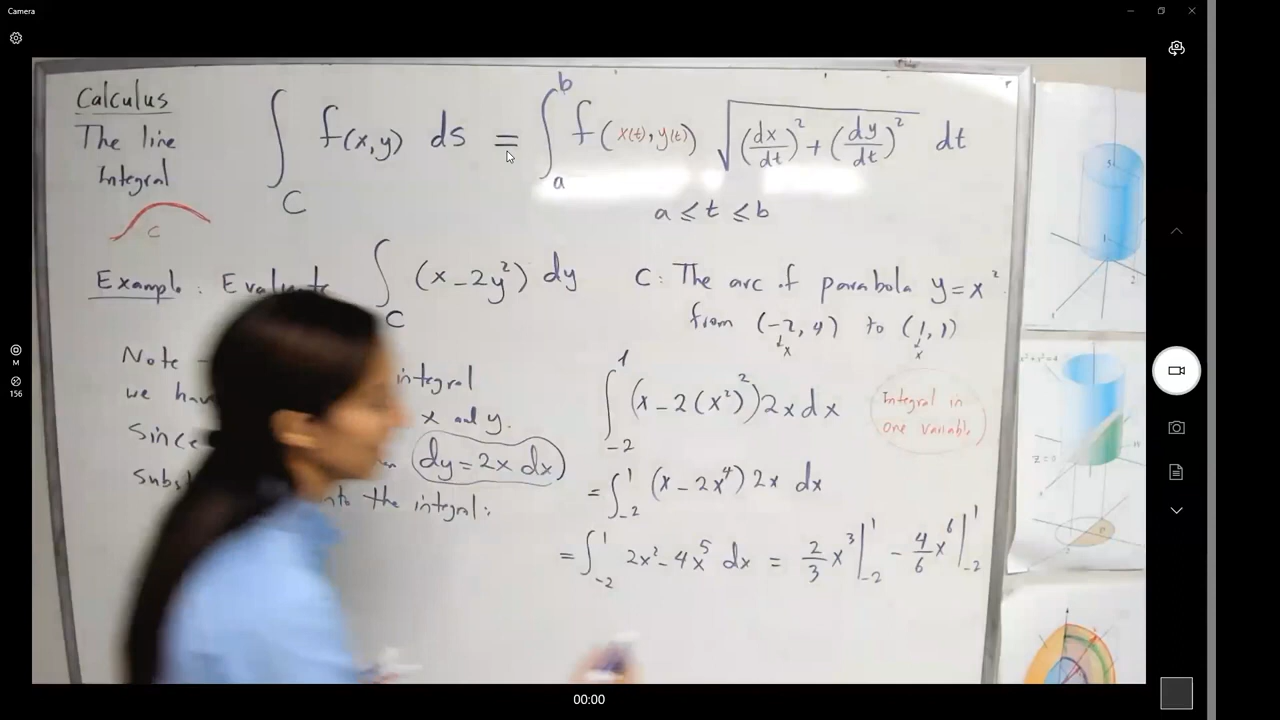 Camera
Calculus
The line
Integral
C
∫_C f(x,y) ds = ∫_a^b f(x(t),y(t)) √((dx/dt)² + (dy/dt)²) dt
a ≤ t ≤ b
Example: Evaluate ∫_C (x-2y²) dy
C: The arc of parabola y=x²
from (-2,4) to (1,1)
x x
Note
integral
we
x and y.
Since
dy=2x dx
into the integral:
∫_-2^1 (x-2(x²)²)2x dx
Integral in
one variable
= ∫_-2^1 (x-2x⁴) 2x dx
= ∫_-2^1 2x²-4x⁵ dx = 2/3 x³|_-2^1 - 4/6 x⁶|_-2^1
M
156
00:00